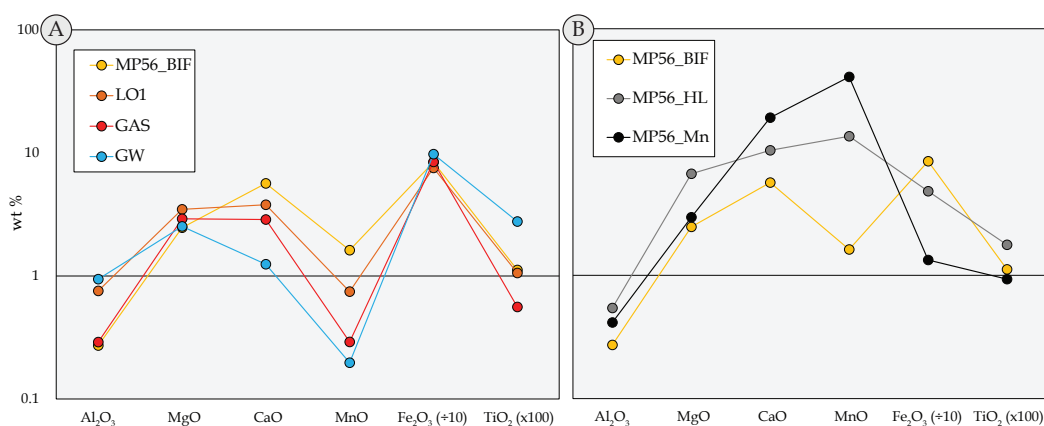 A
B
100
10
1
0.1
wt %
MP56_BIF
LO1
GAS
GW
MP56_BIF
MP56_HL
MP56_Mn
Al₂O₃ MgO CaO MnO Fe₂O₃ (÷10) TiO₂ (x100)
Al₂O₃ MgO CaO MnO Fe₂O₃ (÷10) TiO₂ (x100)